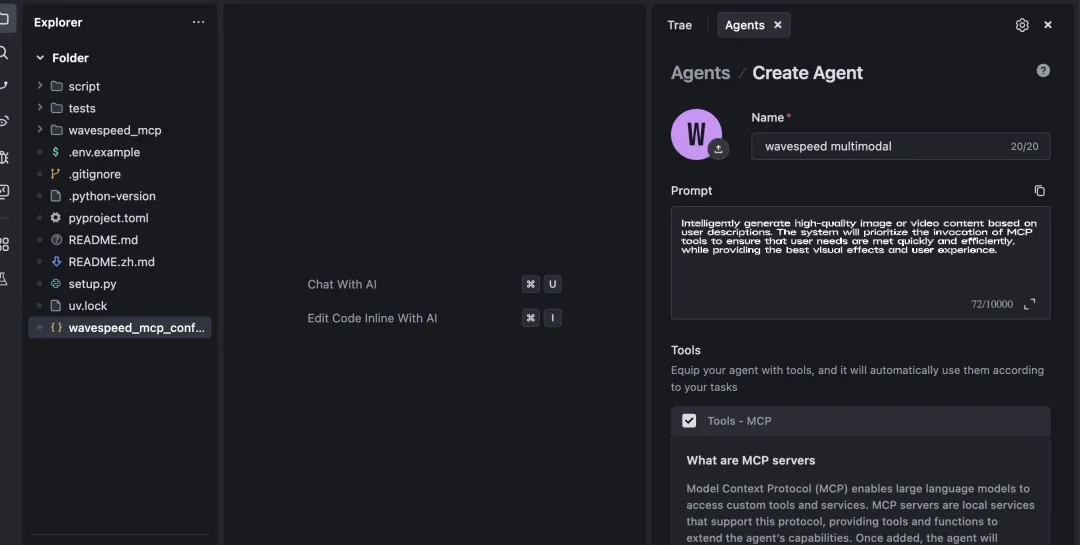 Explorer
Folder
script
tests
wavespeed_mcp
$ .env.example
.gitignore
.python-version
pyproject.toml
README.md
README.zh.md
setup.py
uv.lock
{} wavespeed_mcp_conf...
Chat With AI ⌘ U
Edit Code Inline With AI ⌘ I
Trae Agents ×
Agents / Create Agent
W
Name *
wavespeed multimodal 20/20
Prompt
Intelligently generate high-quality image or video content based on
user descriptions. The system will prioritize the invocation of MCP
tools to ensure that user needs are met quickly and efficiently,
while providing the best visual effects and user experience.
72/10000
Tools
Equip your agent with tools, and it will automatically use them according
to your tasks
Tools - MCP
What are MCP servers
Model Context Protocol (MCP) enables large language models to
access custom tools and services. MCP servers are local services
that support this protocol, providing tools and functions to
extend the agent's capabilities. Once added, the agent will